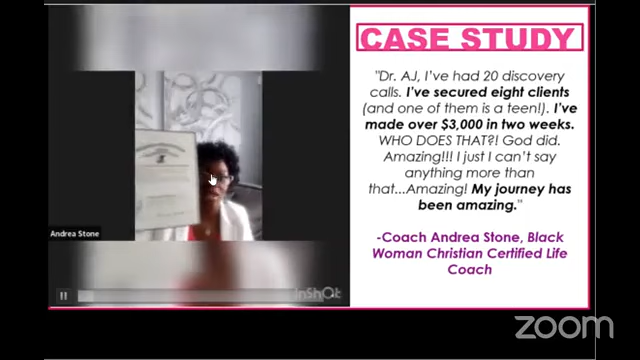 CASE STUDY
"Dr. AJ, I've had 20 discovery
calls. I've secured eight clients
(and one of them is a teen!). I've
made over $3,000 in two weeks.
WHO DOES THAT?! God did.
Amazing!!! I just I can't say
anything more than
that...Amazing! My journey has
been amazing."
-Coach Andrea Stone, Black
Woman Christian Certified Life
Coach
Andrea Stone
InShOt
zoom